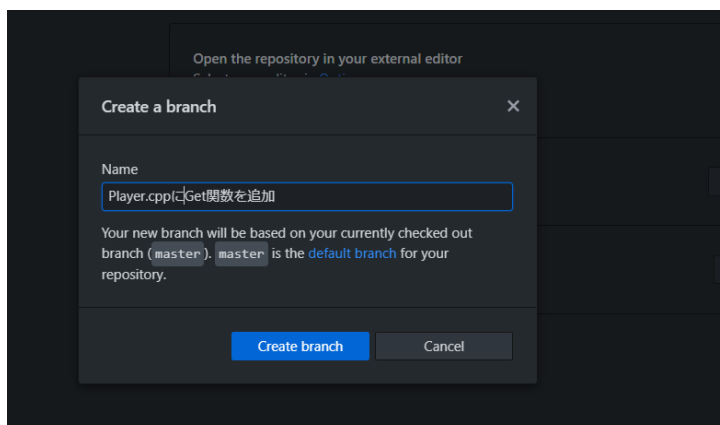 Open the repository in your external editor
Create a branch
Name
Player.cppにGet関数を追加
Your new branch will be based on your currently checked out
branch (master). master is the default branch for your
repository.
Create branch
Cancel